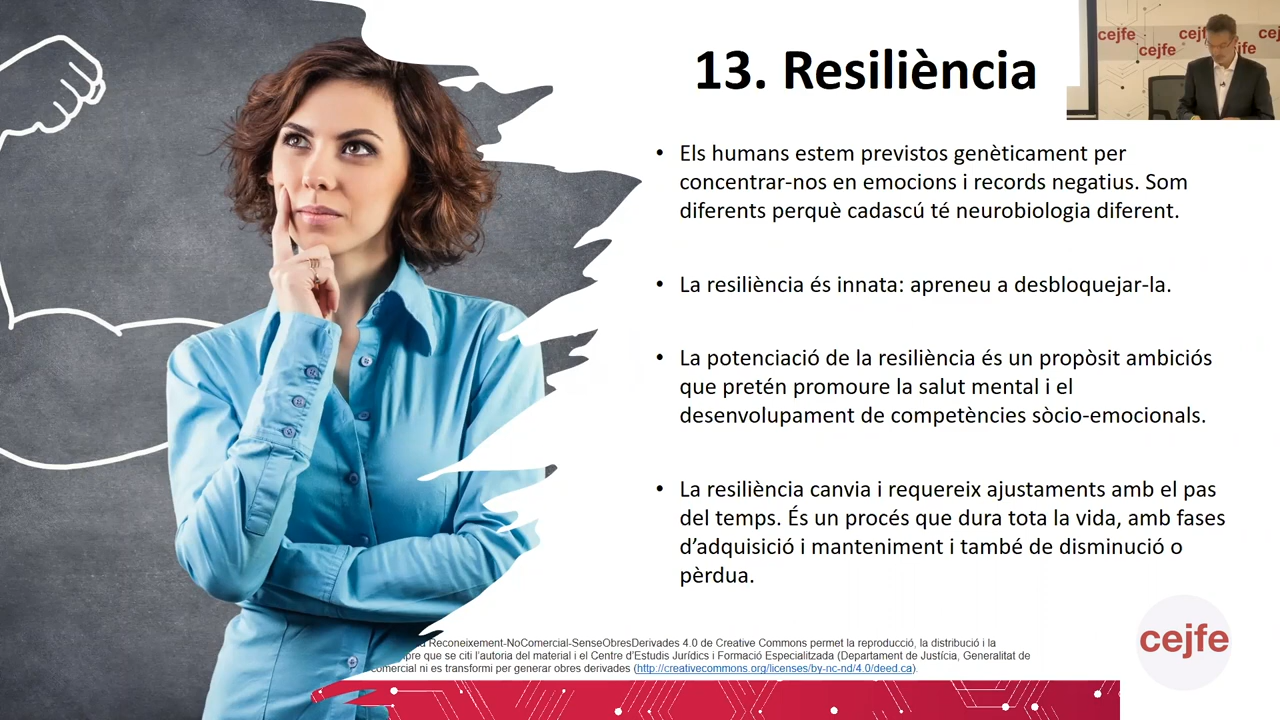 13. Resiliència
cejfe
cejfe
cejfe
cejfe
• Els humans estem previstos genèticament per
concentrar-nos en emocions i records negatius. Som
diferents perquè cadascú té neurobiologia diferent.
• La resiliència és innata: apreneu a desbloquejar-la.
• La potenciació de la resiliència és un propòsit ambiciós
que pretén promoure la salut mental i el
desenvolupament de competències sòcio-emocionals.
• La resiliència canvia i requereix ajustaments amb el pas
del temps. És un procés que dura tota la vida, amb fases
d’adquisició i manteniment i també de disminució o
pèrdua.
Reconeixement-NoComercial-SenseObresDerivades 4.0 de Creative Commons permet la reproducció, la distribució i la
que se citi l’autoria del material i el Centre d’Estudis Jurídics i Formació Especialitzada (Departament de Justícia, Generalitat de
comercial ni es transformi per generar obres derivades (http://creativecommons.org/licenses/by-nc-nd/4.0/deed.ca).
cejfe